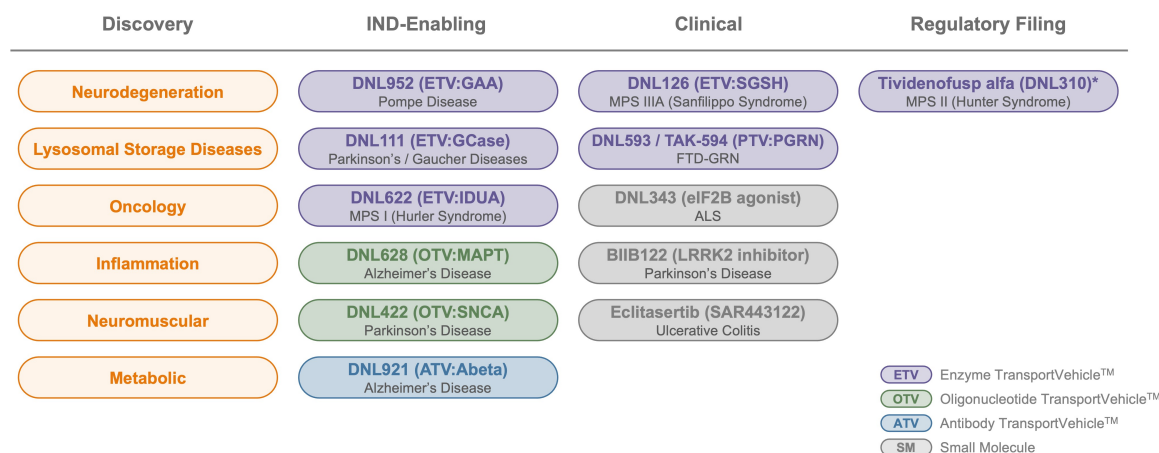 Discovery
IND-Enabling
Clinical
Regulatory Filing
Neurodegeneration
Lysosomal Storage Diseases
Oncology
Inflammation
Neuromuscular
Metabolic
DNL952 (ETV:GAA)
Pompe Disease
DNL111 (ETV:GCase)
Parkinson's / Gaucher Diseases
DNL622 (ETV:IDUA)
MPS I (Hurler Syndrome)
DNL628 (OTV:MAPT)
Alzheimer's Disease
DNL422 (OTV:SNCA)
Parkinson's Disease
DNL921 (ATV:Abeta)
Alzheimer's Disease
DNL126 (ETV:SGSH)
MPS IIIA (Sanfilippo Syndrome)
DNL593 / TAK-594 (PTV:PGRN)
FTD-GRN
DNL343 (eIF2B agonist)
ALS
BIIB122 (LRRK2 inhibitor)
Parkinson's Disease
Eclitasertib (SAR443122)
Ulcerative Colitis
Tividenofusp alfa (DNL310)*
MPS II (Hunter Syndrome)
ETV Enzyme TransportVehicle™
OTV Oligonucleotide TransportVehicle™
ATV Antibody TransportVehicle™
SM Small Molecule